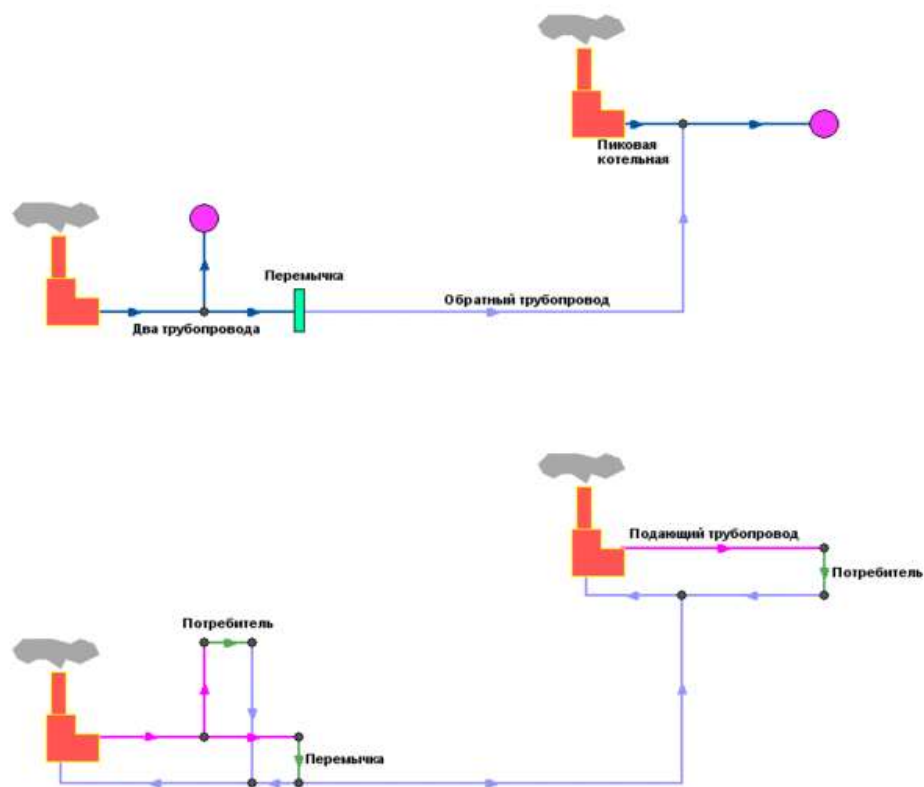 Пиковая
котельная
Перемычка
Обратный трубопровод
Два трубопровода
Подающий трубопровод
Потребитель
Потребитель
Перемычка